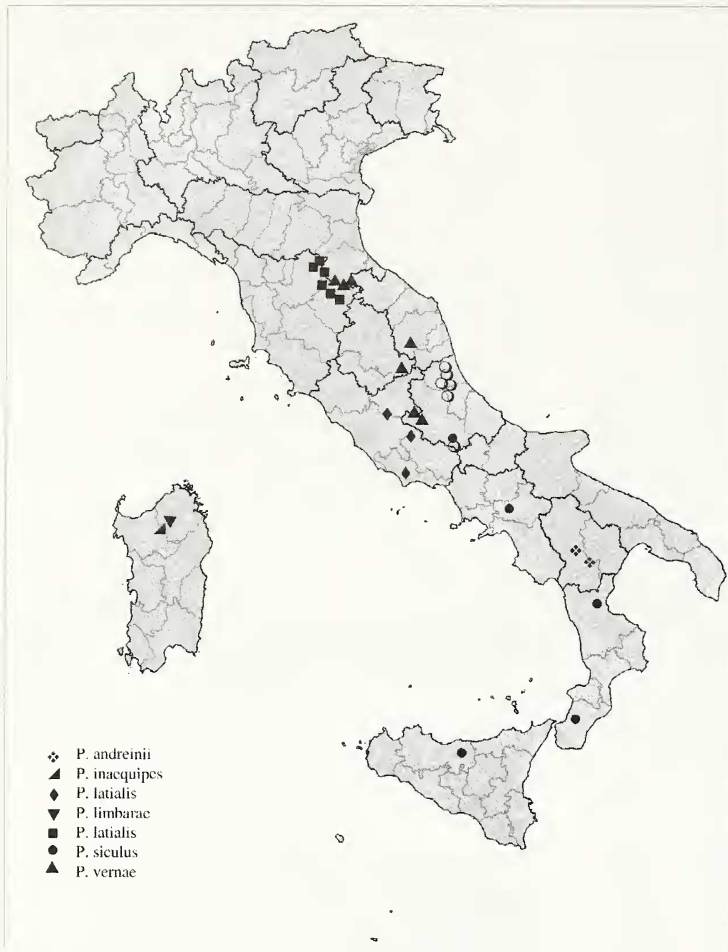 P. andreinii
P. inaequipes
P. latialis
P. limbarae
P. latialis
P. siculus
P. vernae